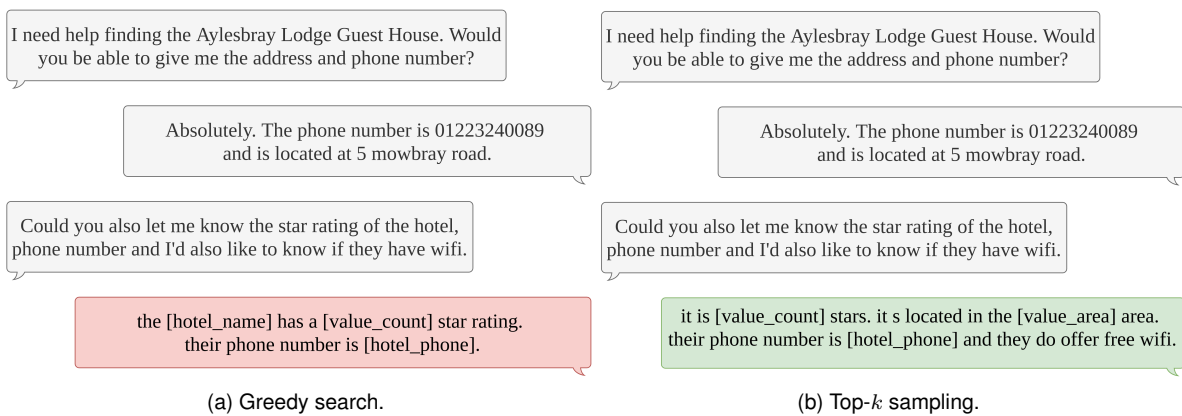 I need help finding the Aylesbray Lodge Guest House. Would
you be able to give me the address and phone number?
Absolutely. The phone number is 01223240089
and is located at 5 mowbray road.
Could you also let me know the star rating of the hotel,
phone number and I'd also like to know if they have wifi.
the [hotel_name] has a [value_count] star rating.
their phone number is [hotel_phone].
(a) Greedy search.
I need help finding the Aylesbray Lodge Guest House. Would
you be able to give me the address and phone number?
Absolutely. The phone number is 01223240089
and is located at 5 mowbray road.
Could you also let me know the star rating of the hotel,
phone number and I'd also like to know if they have wifi.
it is [value_count] stars. it s located in the [value_area] area.
their phone number is [hotel_phone] and they do offer free wifi.
(b) Top-k sampling.